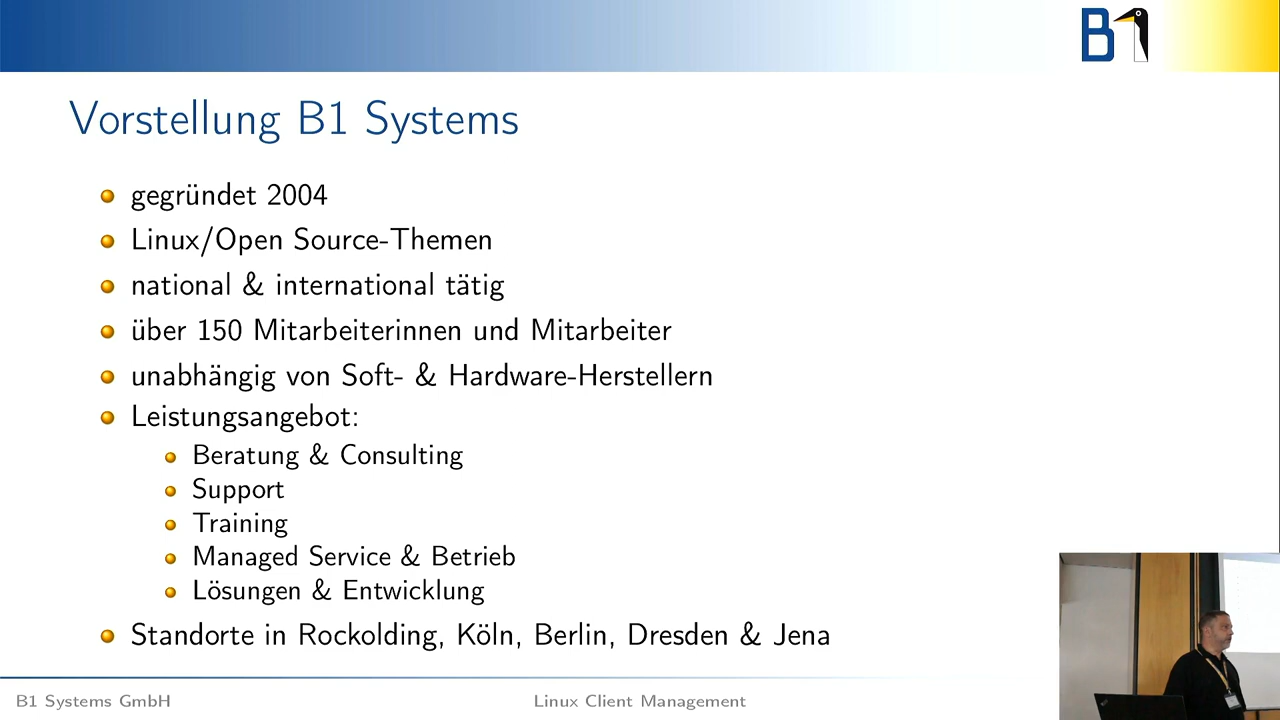 B1
Vorstellung B1 Systems
gegründet 2004
Linux/Open Source-Themen
national & international tätig
über 150 Mitarbeiterinnen und Mitarbeiter
unabhängig von Soft- & Hardware-Herstellern
Leistungsangebot:
Beratung & Consulting
Support
Training
Managed Service & Betrieb
Lösungen & Entwicklung
Standorte in Rockolding, Köln, Berlin, Dresden & Jena
B1 Systems GmbH
Linux Client Management